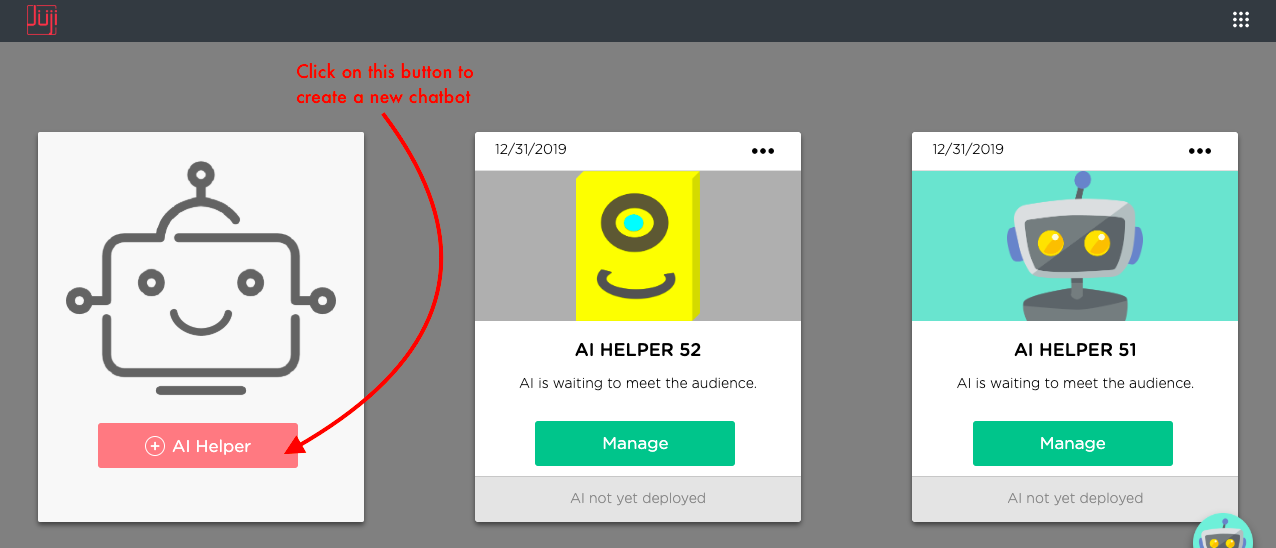 Juji
Click on this button to
create a new chatbot
+ AI Helper
12/31/2019
AI HELPER 52
AI is waiting to meet the audience.
Manage
AI not yet deployed
12/31/2019
AI HELPER 51
AI is waiting to meet the audience.
Manage
AI not yet deployed